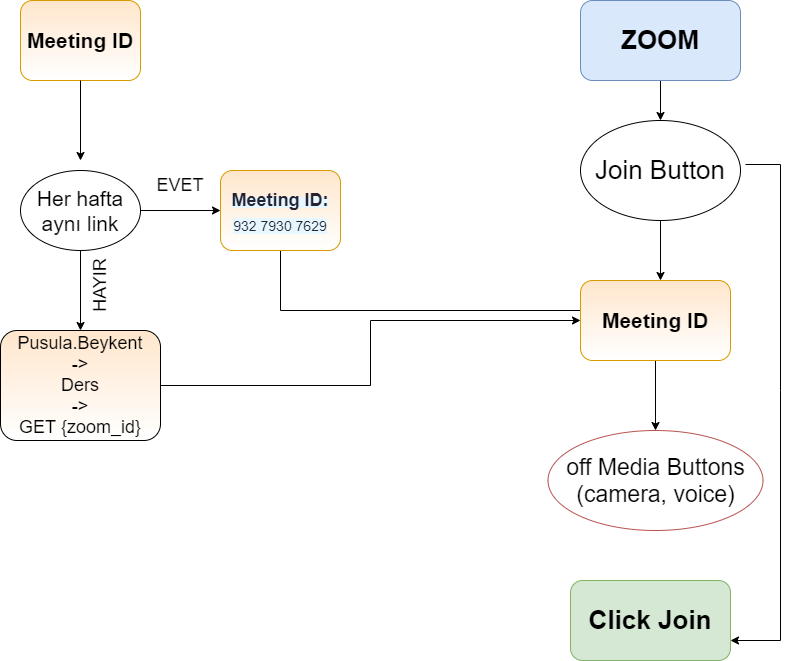 Meeting ID
ZOOM
Join Button
Her hafta
aynı link
EVET
Meeting ID:
932 7930 7629
HAYIR
Pusula.Beykent
->
Ders
->
GET {zoom_id}
Meeting ID
off Media Buttons
(camera, voice)
Click Join